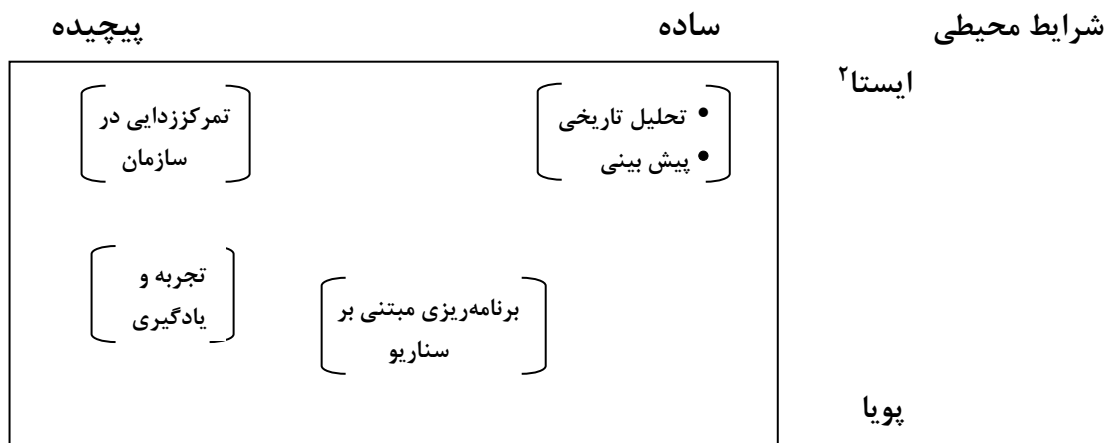 شرایط محیطی ساده پیچیده
ایستا۲
• تحلیل تاریخی
• پیش بینی
تمرکززدایی در
سازمان
تجربه و
یادگیری
برنامه‌ریزی مبتنی بر
سناریو
پویا